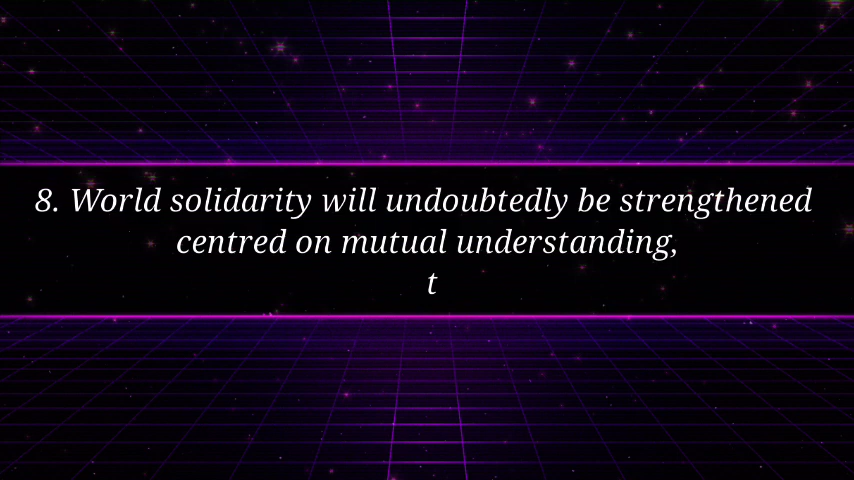 8. World solidarity will undoubtedly be strengthened
centred on mutual understanding,
t